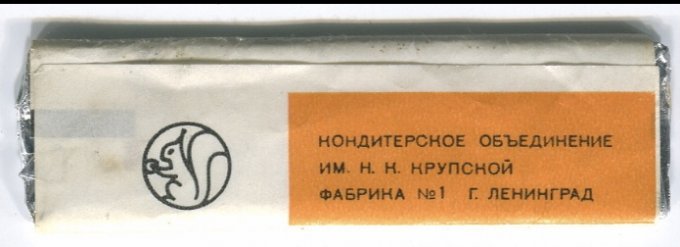 КОНДИТЕРСКОЕ ОБЪЕДИНЕНИЕ
ИМ. Н. К. КРУПСКОЙ
ФАБРИКА №1 Г. ЛЕНИНГРАД